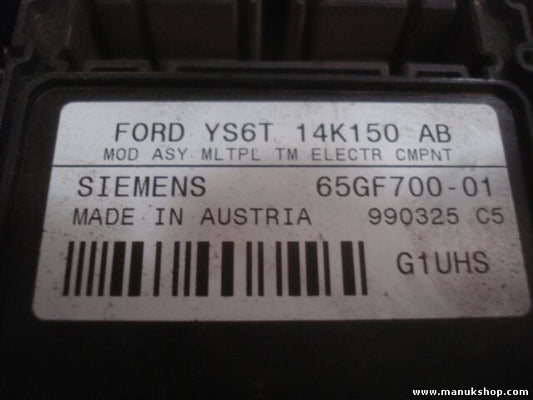 FORD YS6T 14K150 AB
MOD ASY MLTPL TM ELECTR CMPNT
SIEMENS 65GF700-01
MADE IN AUSTRIA 990325 C5
G1UHS
www.manukshop.com